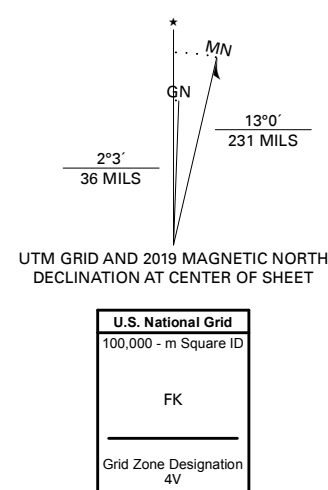 ★
MN
GN
13°0´
231 MILS
2°3´
36 MILS
UTM GRID AND 2019 MAGNETIC NORTH
DECLINATION AT CENTER OF SHEET
U.S. National Grid
100,000 - m Square ID
FK
Grid Zone Designation
4V